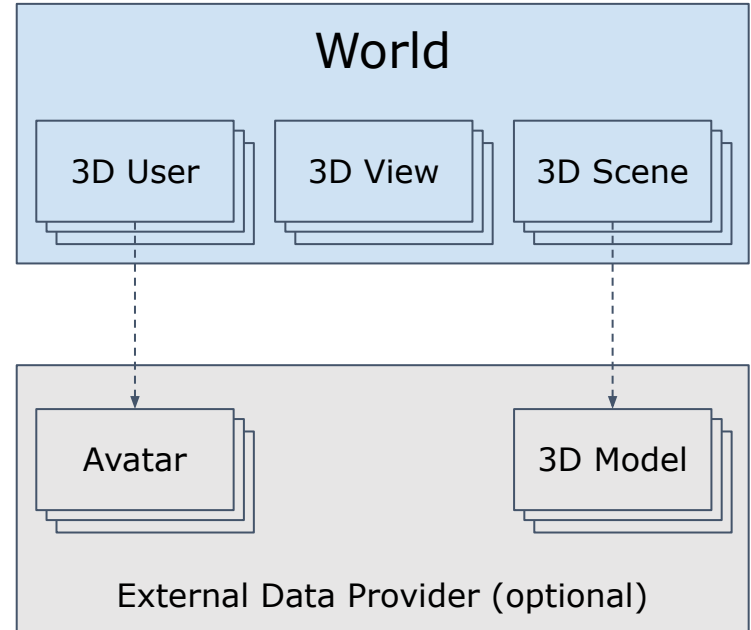 World
3D User
3D View
3D Scene
Avatar
3D Model
External Data Provider (optional)